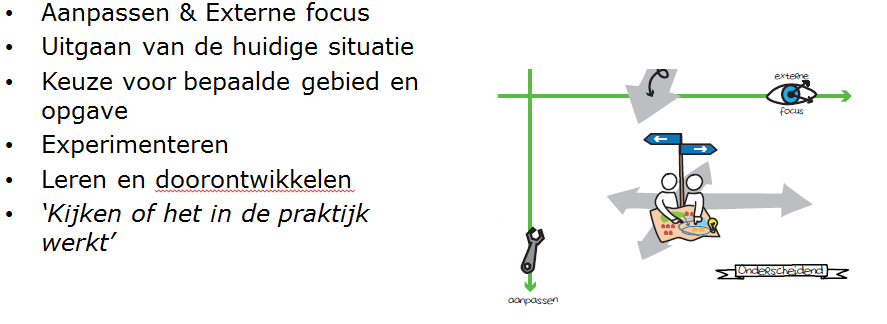 • Aanpassen & Externe focus
• Uitgaan van de huidige situatie
• Keuze voor bepaalde gebied en
opgave
• Experimenteren
• Leren en doorontwikkelen
• ‘Kijken of het in de praktijk
werkt’
externe
focus
Onderscheidend
aanpassen